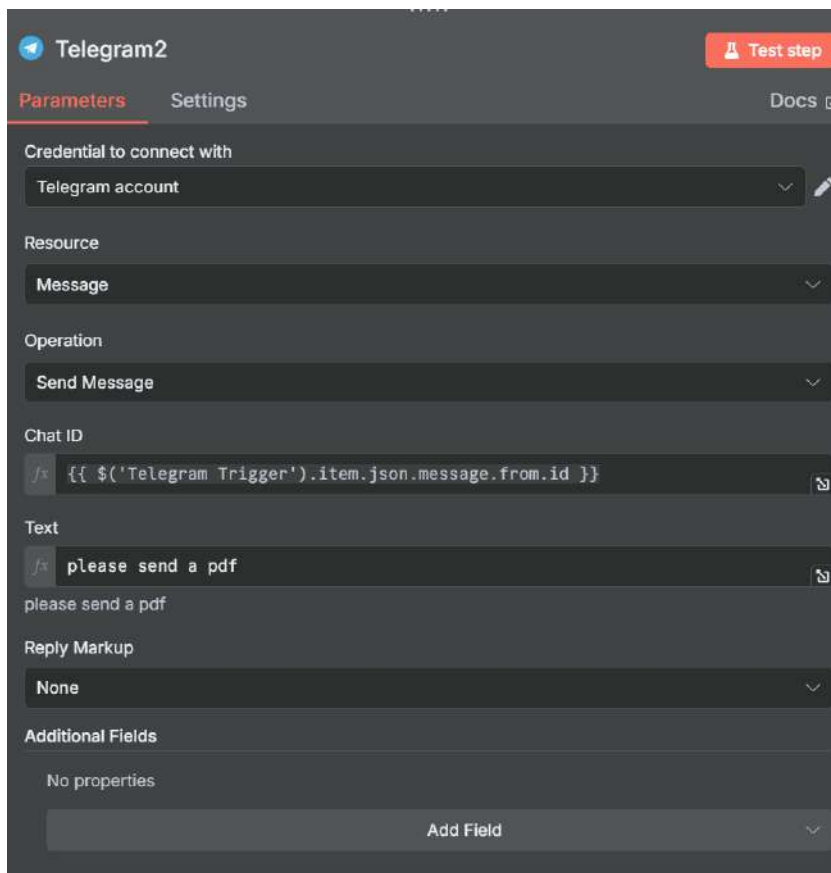 Telegram2
Test step
Parameters Settings Docs
Credential to connect with
Telegram account
Resource
Message
Operation
Send Message
Chat ID
fx {{ $('Telegram Trigger').item.json.message.from.id }}
Text
fx please send a pdf
please send a pdf
Reply Markup
None
Additional Fields
No properties
Add Field